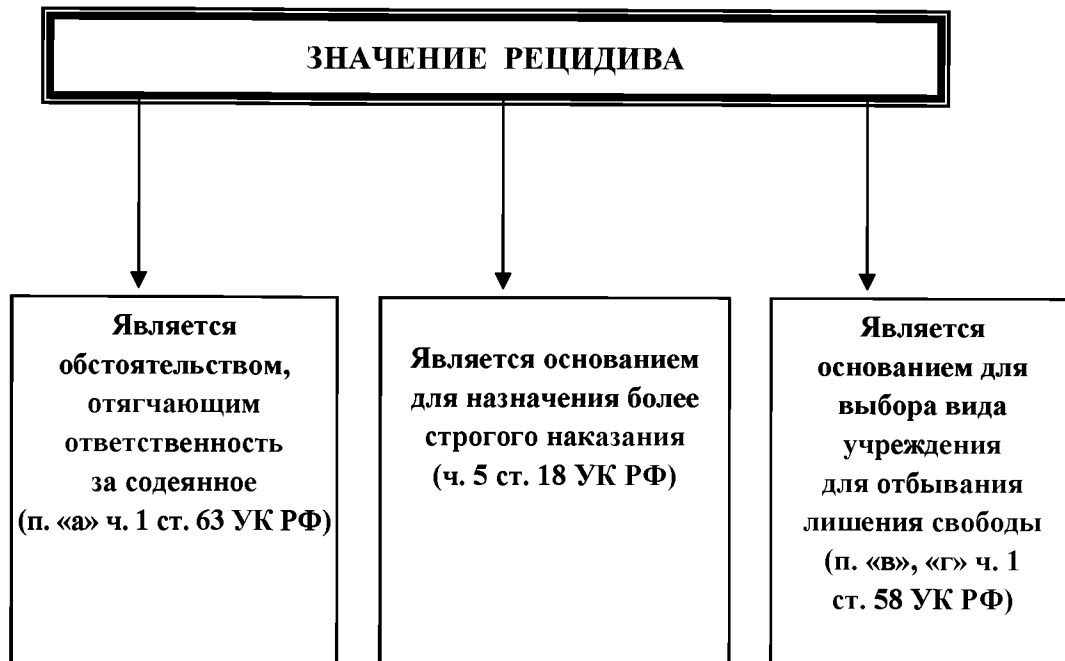 ЗНАЧЕНИЕ РЕЦИДИВА
Является
обстоятельством,
отягчающим
ответственность
за содеянное
(п. «а» ч. 1 ст. 63 УК РФ)
Является основанием
для назначения более
строгого наказания
(ч. 5 ст. 18 УК РФ)
Является
основанием для
выбора вида
учреждения
для отбывания
лишения свободы
(п. «в», «г» ч. 1
ст. 58 УК РФ)